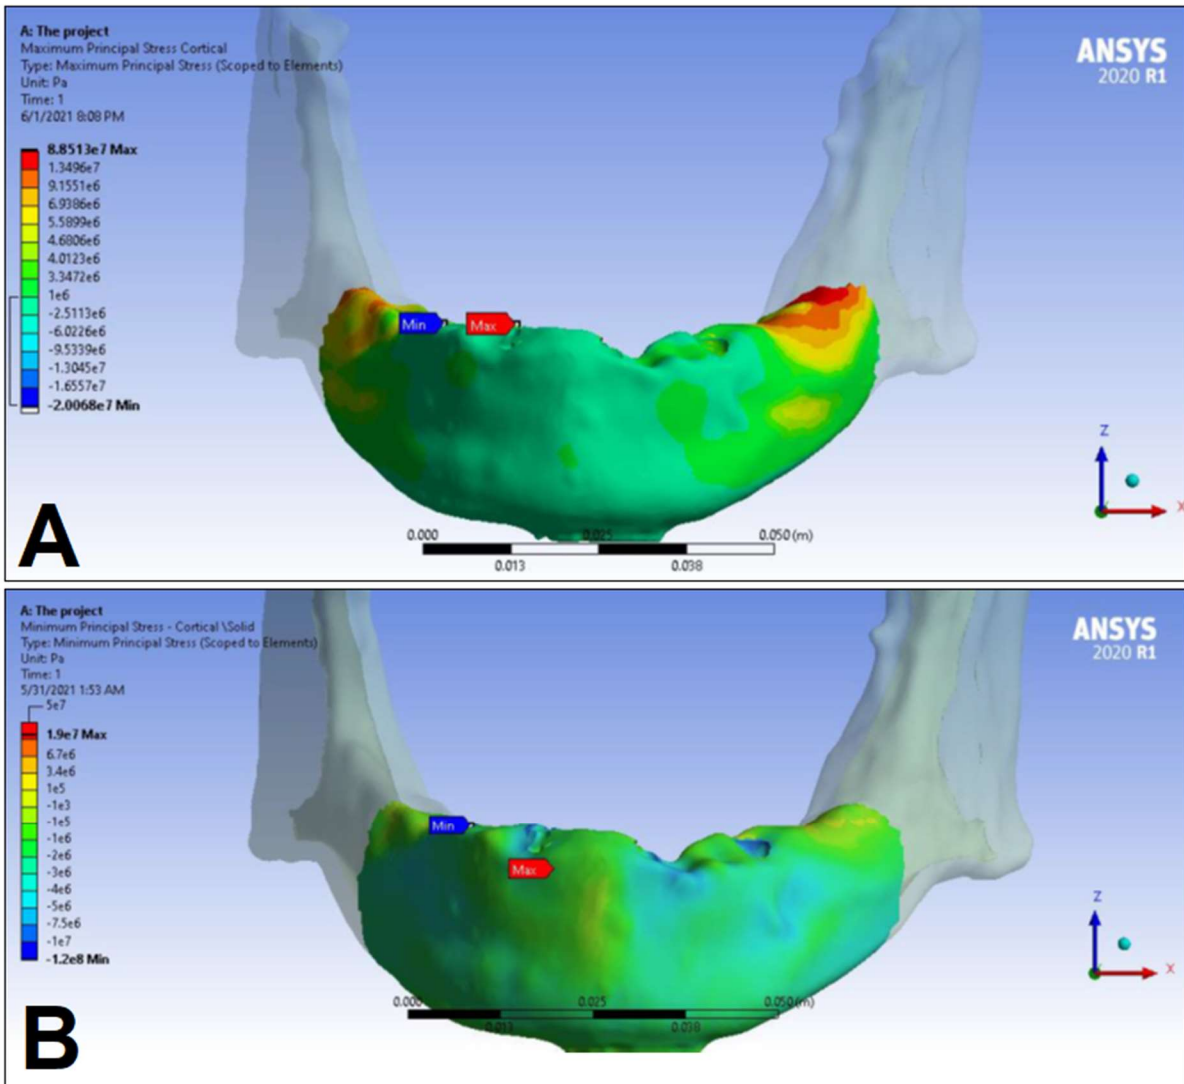 A: The project
Maximum Principal Stress Cortical
Type: Maximum Principal Stress (Scoped to Elements)
Unit: Pa
Time: 1
6/1/2021 8:08 PM
ANSYS
2020 R1
8.8513e7 Max
1.3496e7
9.1551e6
6.9386e6
5.5899e6
4.6806e6
4.0123e6
3.3472e6
1e6
-2.5113e6
-6.0226e6
-9.5339e6
-1.3045e7
-1.6557e7
-2.0068e7 Min
Min
Max
Z
X
0.000
0.025
0.050 (m)
0.013
0.038
A
A: The project
Minimum Principal Stress - Cortical \Solid
Type: Minimum Principal Stress (Scoped to Elements)
Unit: Pa
Time: 1
5/31/2021 1:53 AM
ANSYS
2020 R1
5e7
1.9e7 Max
6.7e6
3.4e6
1e5
-1e3
-1e5
-1e6
-2e6
-3e6
-4e6
-5e6
-7.5e6
-1e7
-1.2e8 Min
Min
Max
Z
X
0.000
0.025
0.050 (m)
0.013
0.038
B